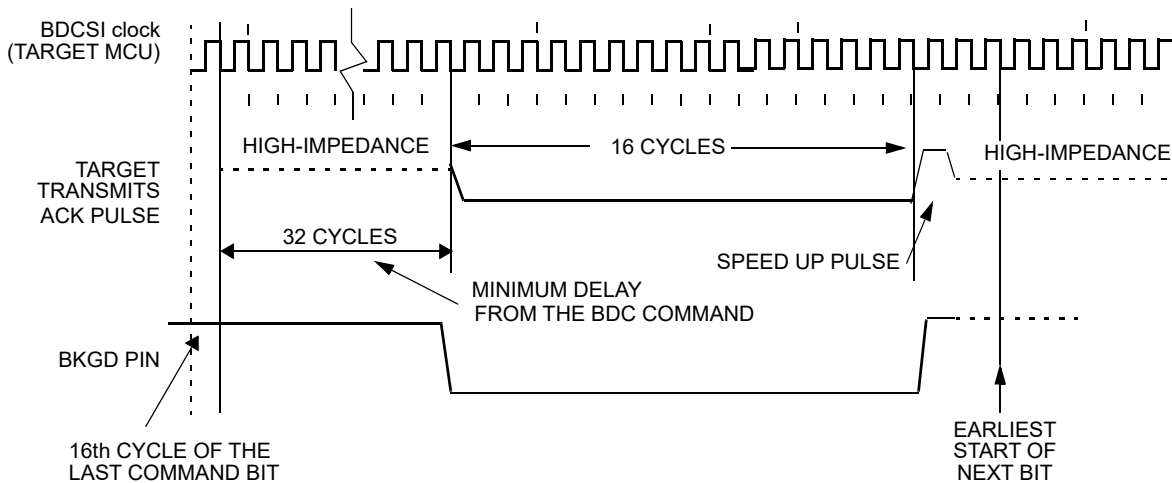 BDCSI clock
(TARGET MCU)
HIGH-IMPEDANCE
16 CYCLES
HIGH-IMPEDANCE
TARGET
TRANSMITS
ACK PULSE
32 CYCLES
SPEED UP PULSE
MINIMUM DELAY
FROM THE BDC COMMAND
BKGD PIN
16th CYCLE OF THE
LAST COMMAND BIT
EARLIEST
START OF
NEXT BIT